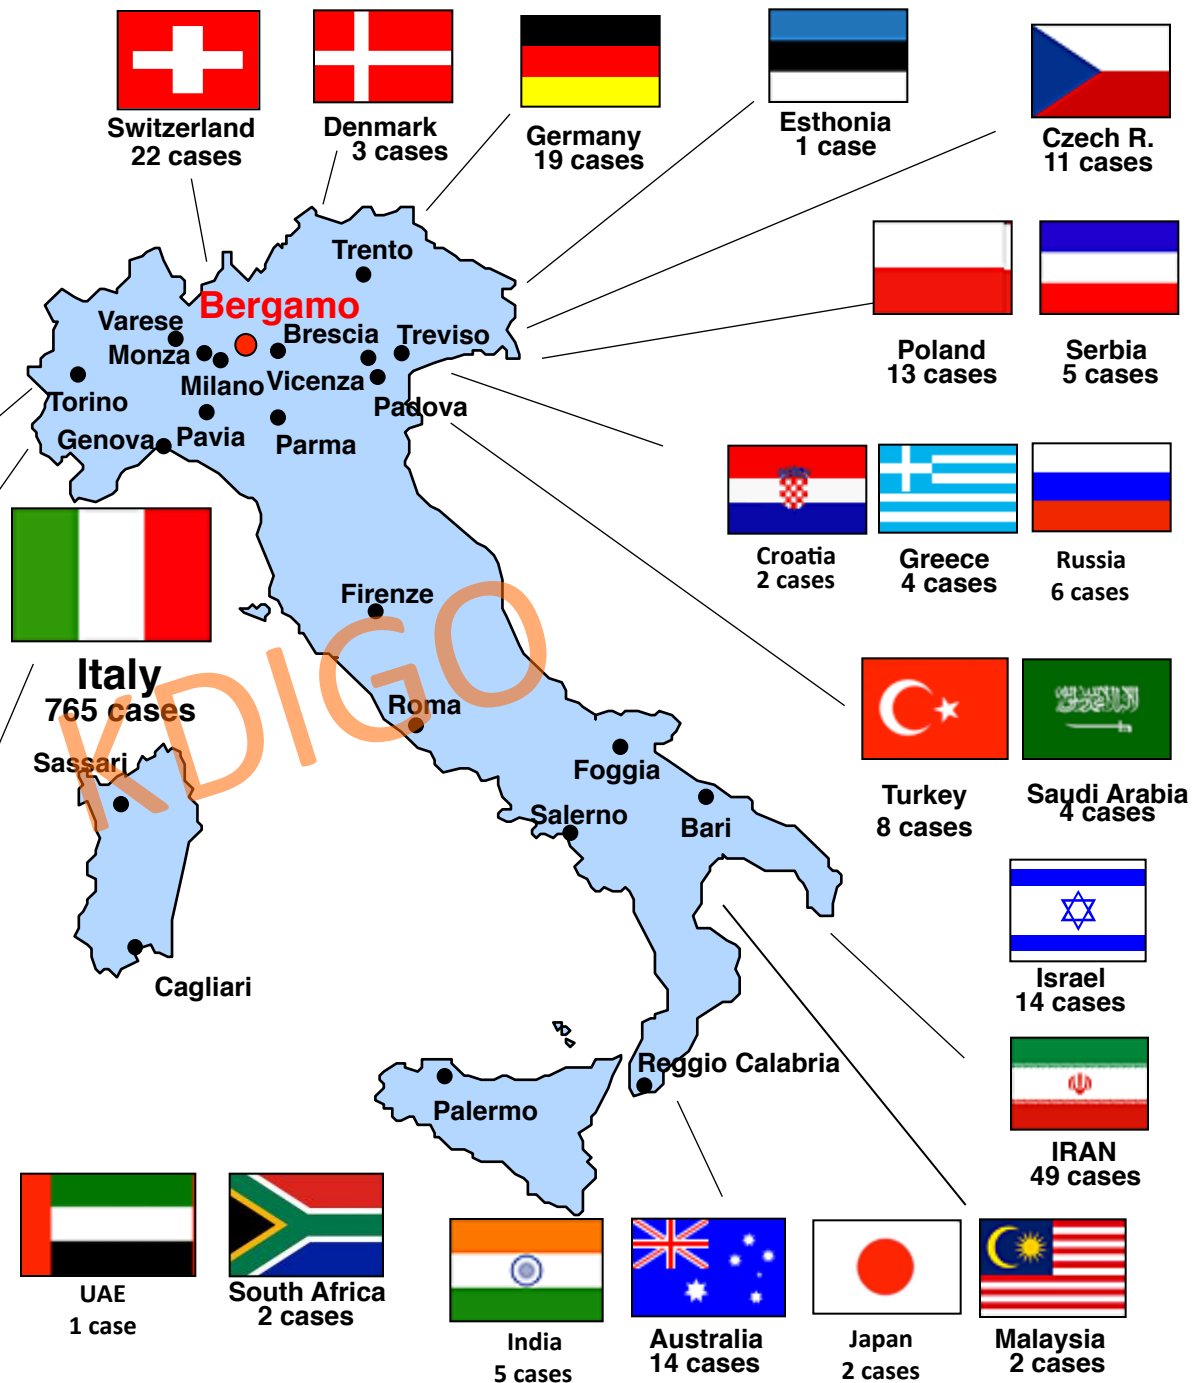 Switzerland
22 cases
Denmark
3 cases
Germany
19 cases
Esthonia
1 case
Czech R.
11 cases
Poland
13 cases
Serbia
5 cases
Trento
Bergamo
Varese
Brescia
Treviso
Monza
Milano
Vicenza
Torino
Padova
Genova
Pavia
Parma
Croatia
2 cases
Greece
4 cases
Russia
6 cases
Firenze
Italy
765 cases
KDIGO
Roma
Sassari
Foggia
Salerno
Bari
Turkey
8 cases
Saudi Arabia
4 cases
Cagliari
Israel
14 cases
Reggio Calabria
Palermo
IRAN
49 cases
UAE
1 case
South Africa
2 cases
India
5 cases
Australia
14 cases
Japan
2 cases
Malaysia
2 cases